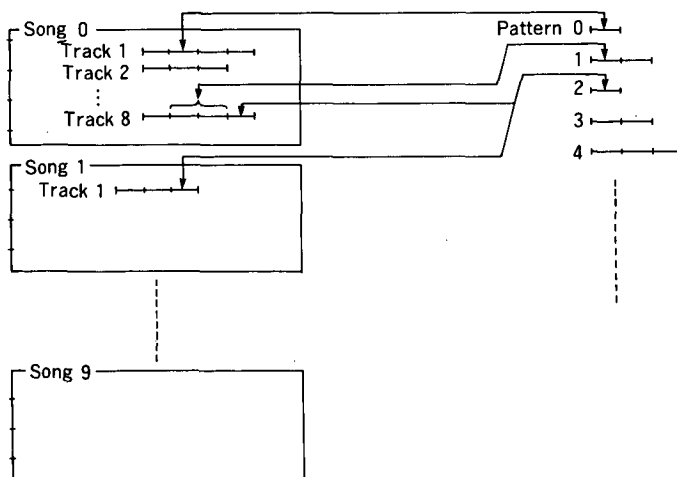 Song 0
Track 1
Track 2
⋮
Track 8
Pattern 0
1
2
3
4
Song 1
Track 1
Song 9